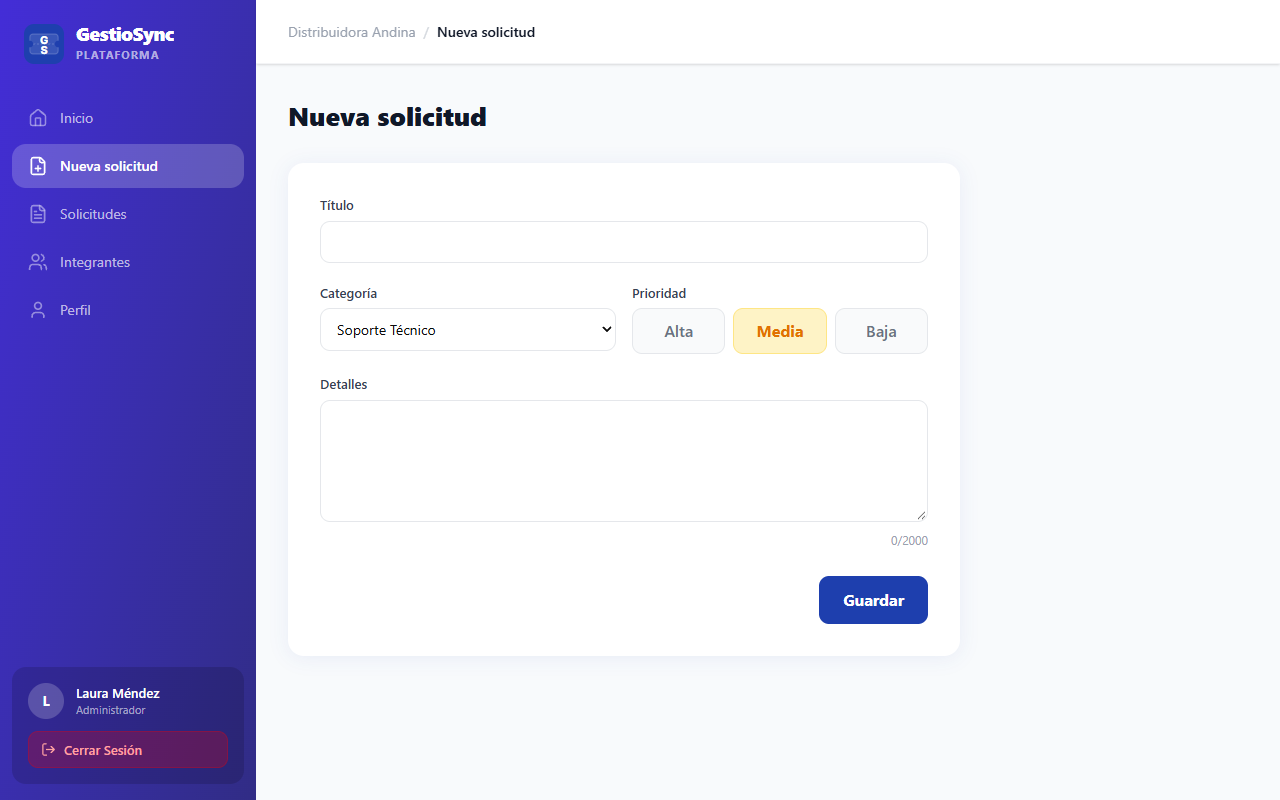 GS
GestioSync
PLATAFORMA
Inicio
Nueva solicitud
Solicitudes
Integrantes
Perfil
L
Laura Méndez
Administrador
Cerrar Sesión
Distribuidora Andina / Nueva solicitud
Nueva solicitud
Título
Categoría
Prioridad
Soporte Técnico
Alta
Media
Baja
Detalles
0/2000
Guardar